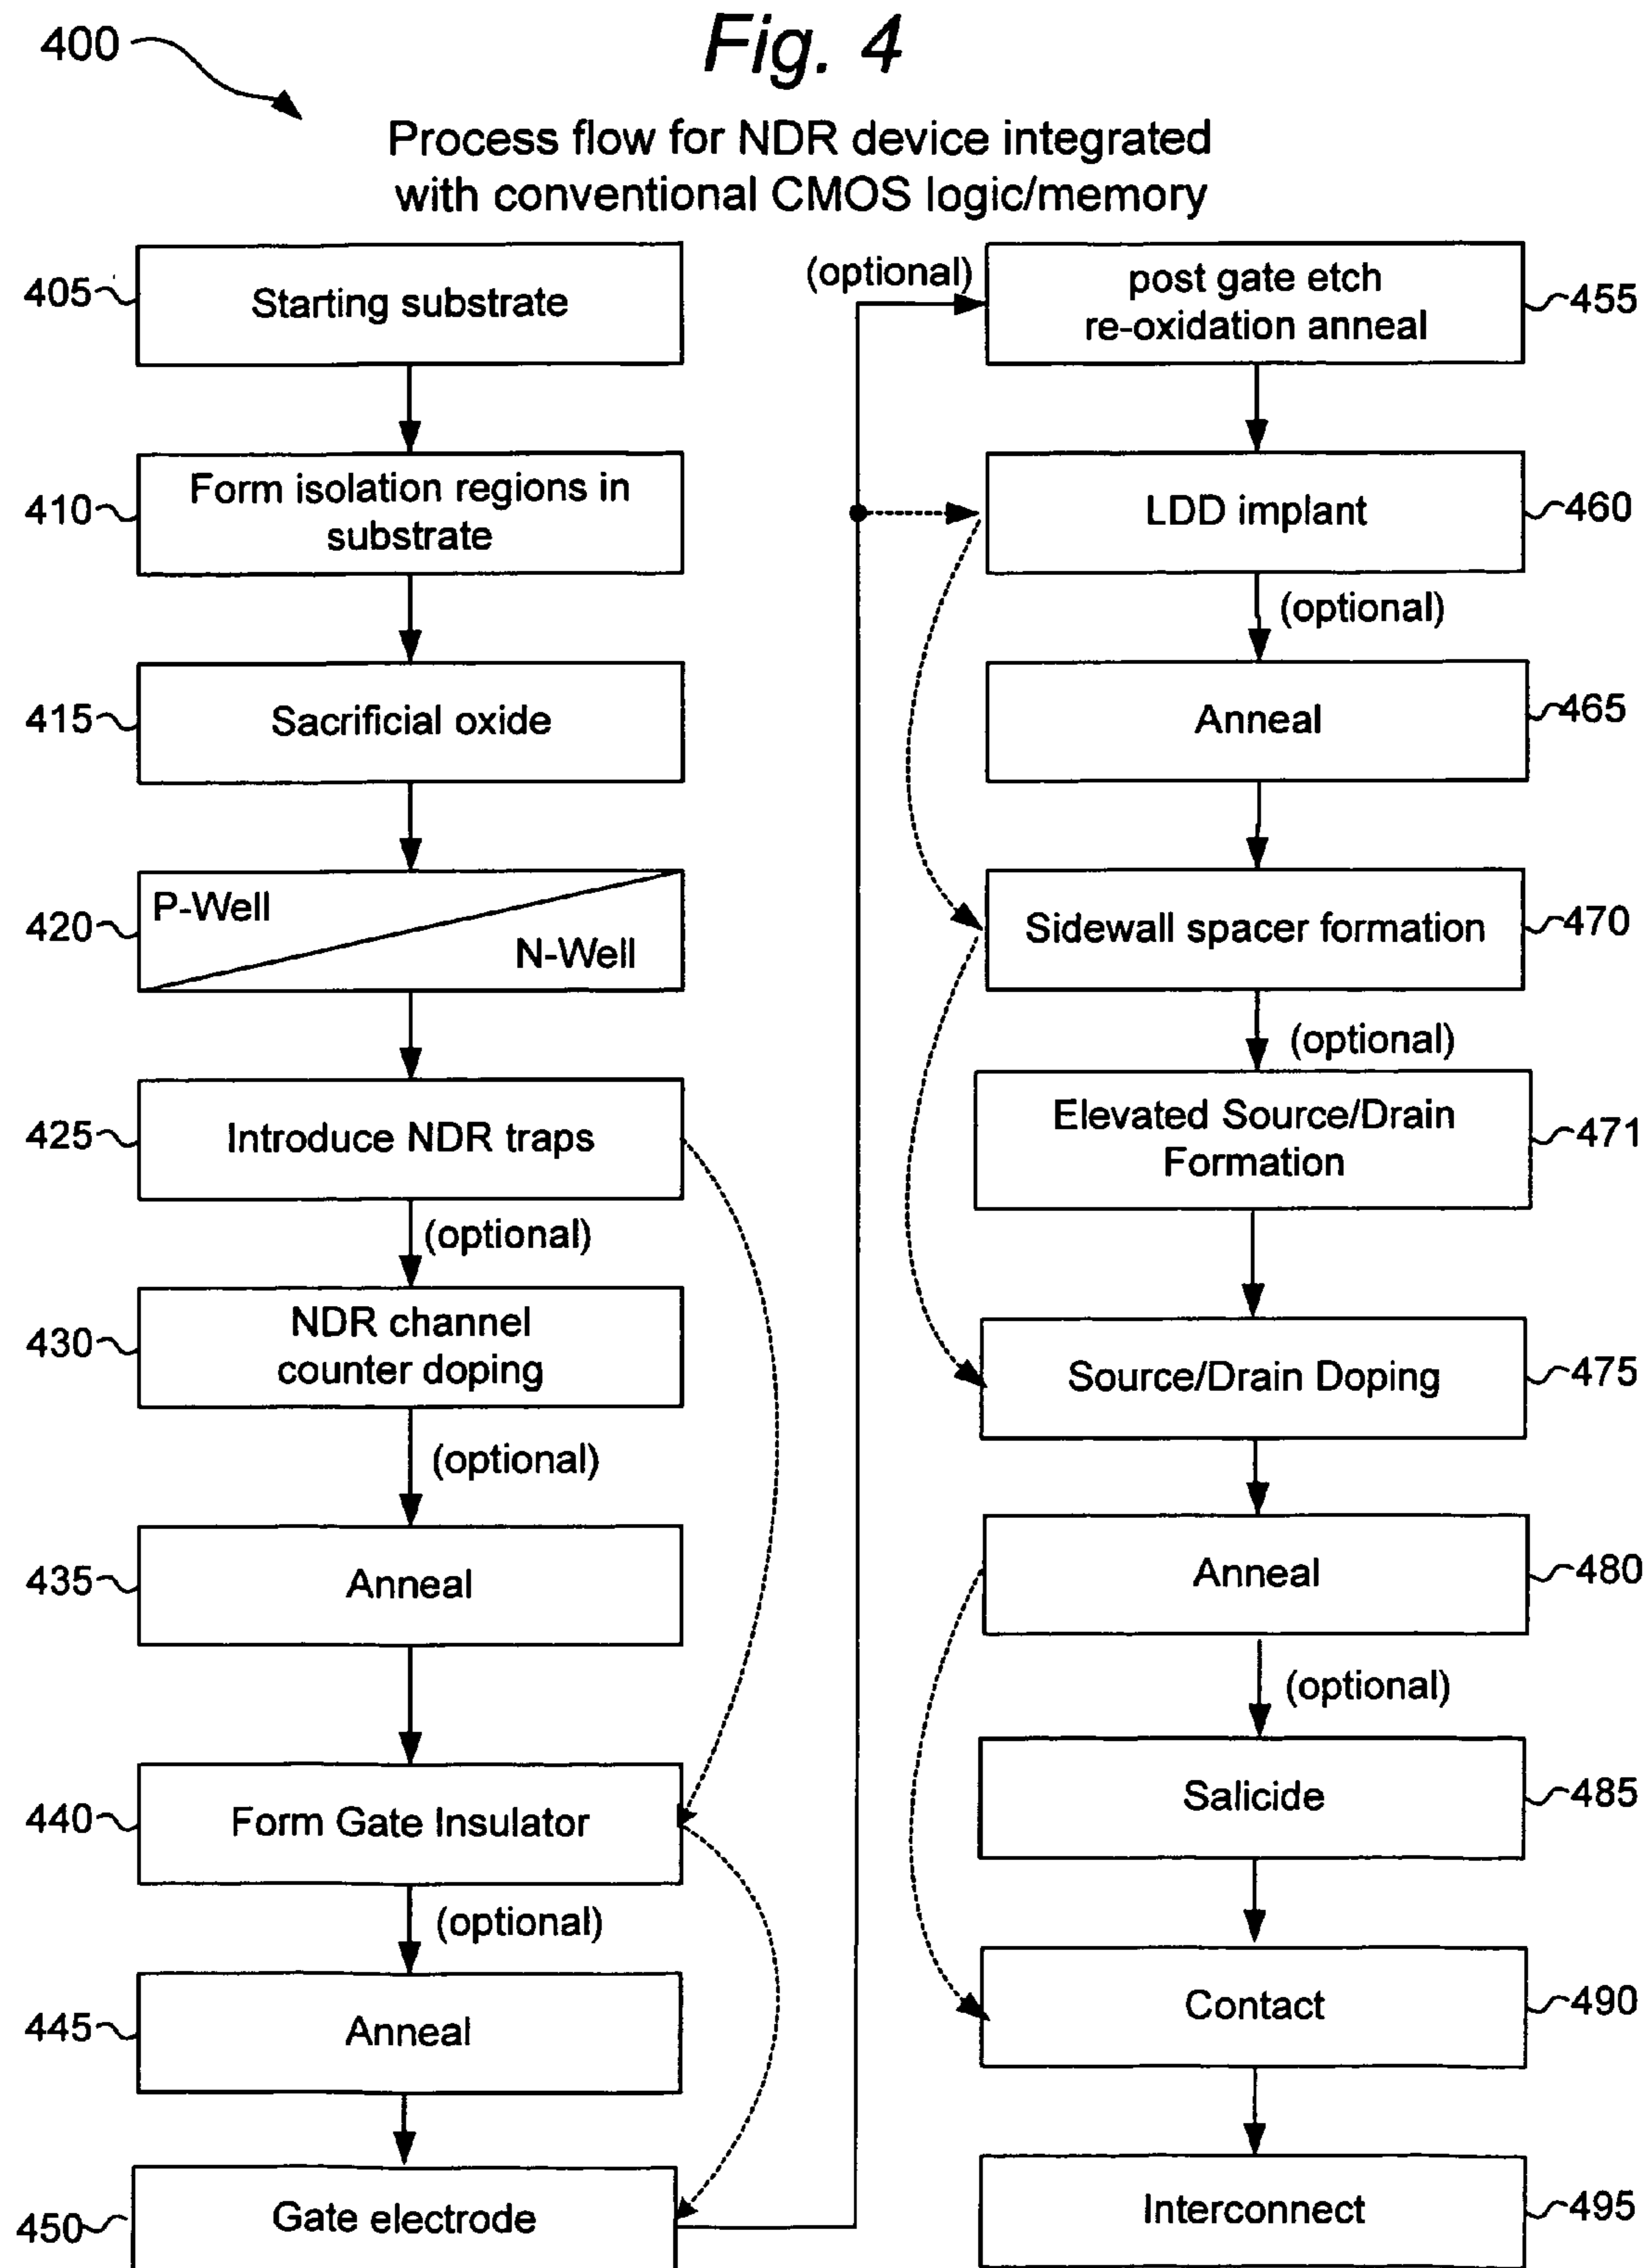 400
Fig. 4
Process flow for NDR device integrated
with conventional CMOS logic/memory
405
Starting substrate
410
Form isolation regions in
substrate
415
Sacrificial oxide
420
P-Well
N-Well
425
Introduce NDR traps
(optional)
430
NDR channel
counter doping
(optional)
435
Anneal
440
Form Gate Insulator
(optional)
445
Anneal
450
Gate electrode
(optional)
post gate etch
re-oxidation anneal
455
LDD implant
460
(optional)
Anneal
465
Sidewall spacer formation
470
(optional)
Elevated Source/Drain
Formation
471
Source/Drain Doping
475
Anneal
480
(optional)
Salicide
485
Contact
490
Interconnect
495